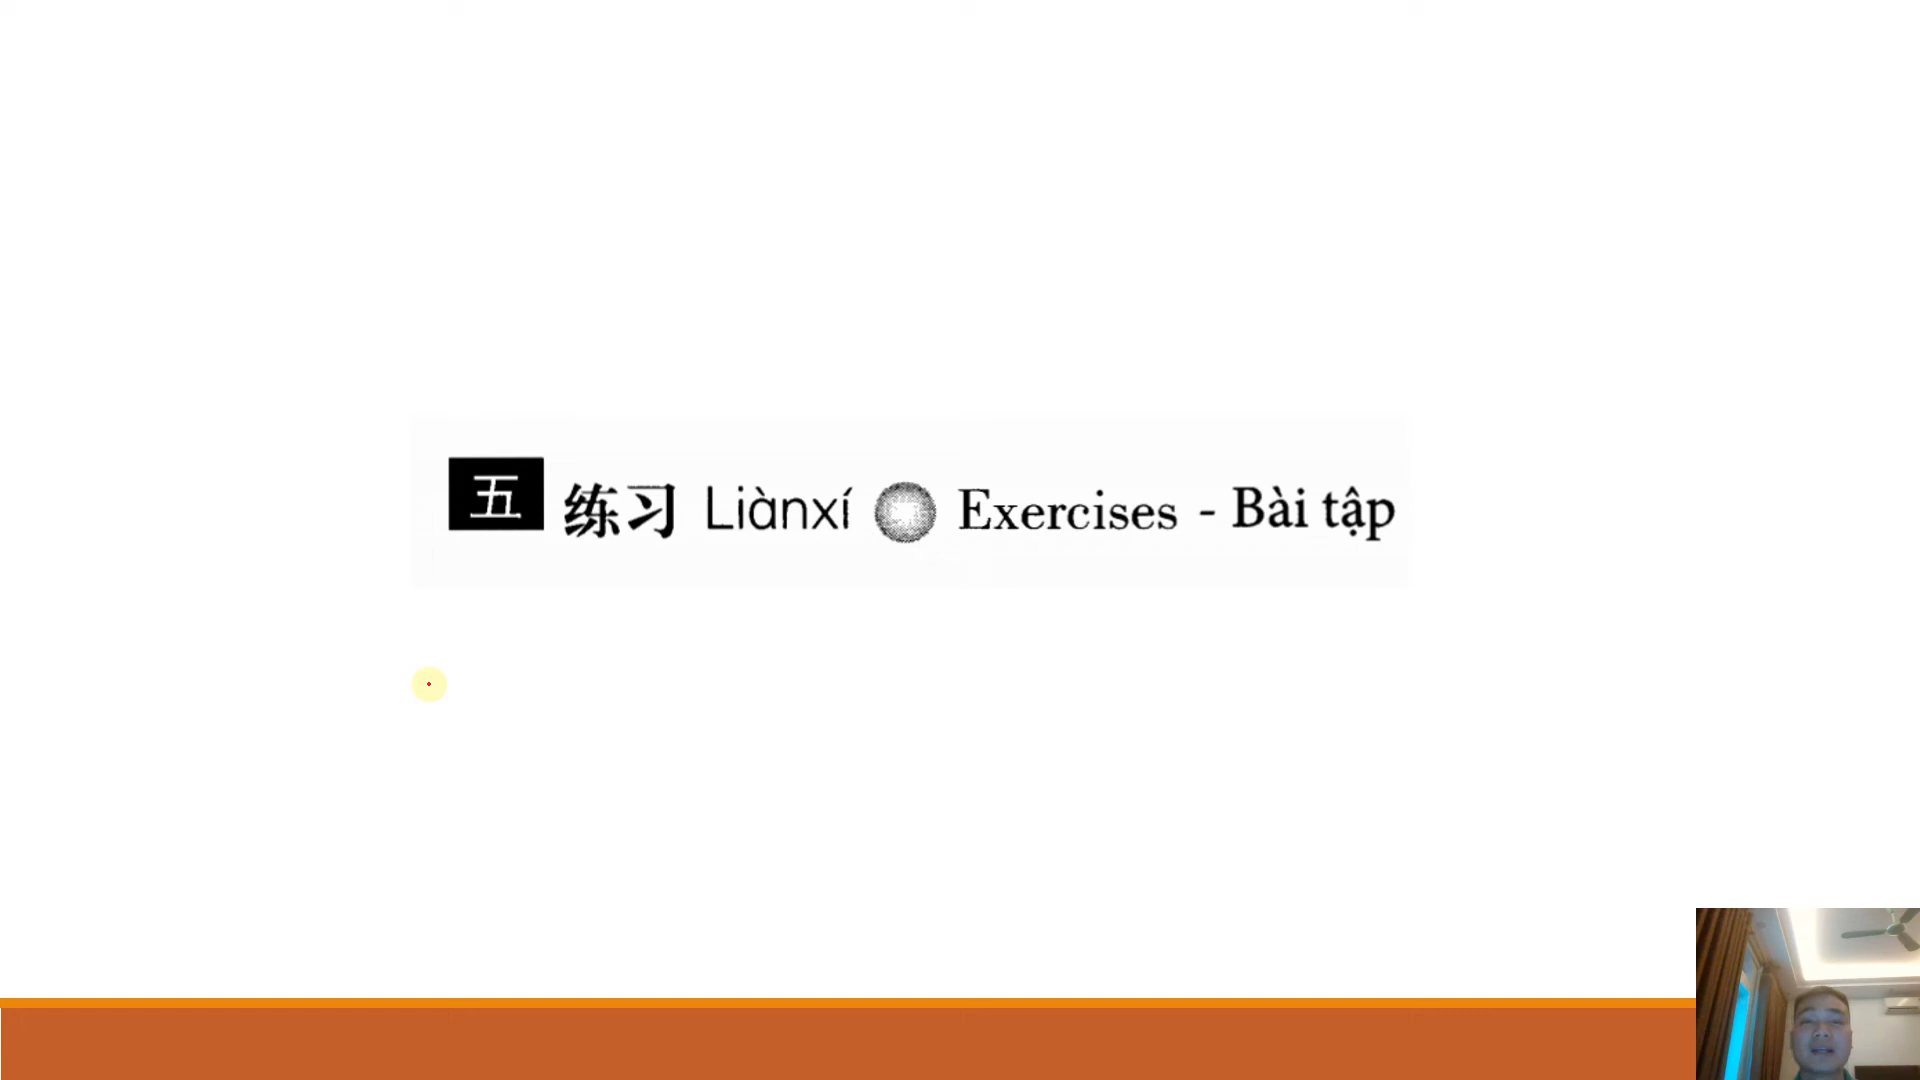 五 练习 Liànxí Exercises - Bài tập